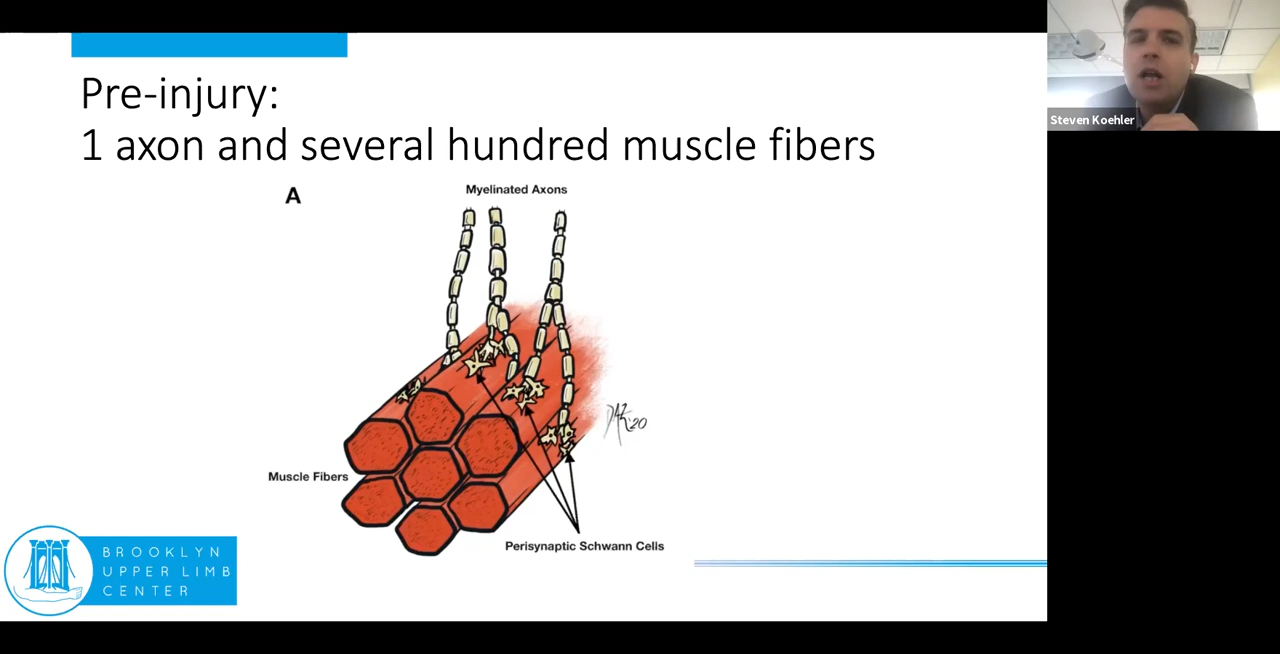 Pre-injury:
1 axon and several hundred muscle fibers
A
Myelinated Axons
Muscle Fibers
Perisynaptic Schwann Cells
BROOKLYN
UPPER LIMB
CENTER
Steven Koehler